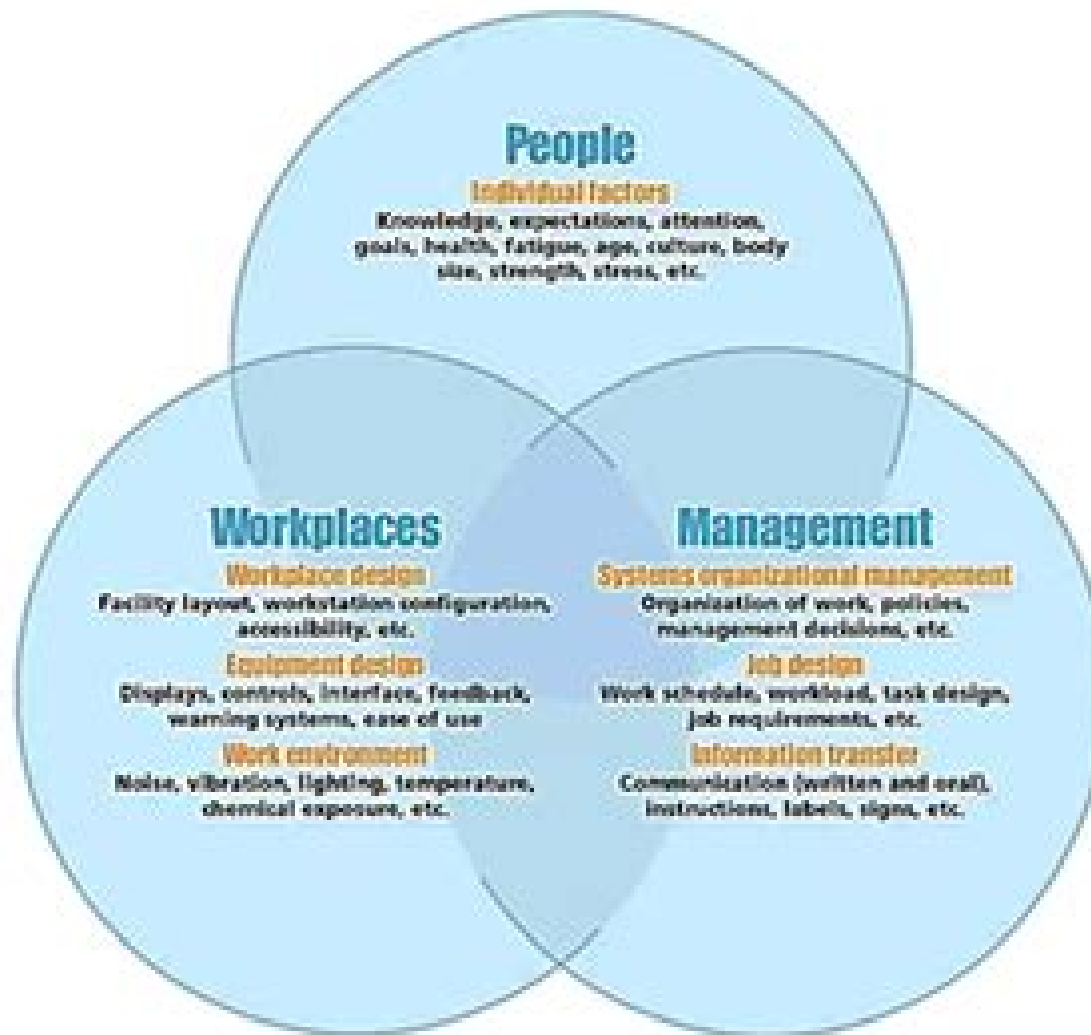 People
Individual factors
Knowledge, expectations, attention,
goals, health, fatigue, age, culture, body
size, strength, stress, etc.
Workplaces
Workplace design
Facility layout, workstation configuration,
accessibility, etc.
Equipment design
Displays, controls, interface, feedback,
warning systems, ease of use
Work environment
Noise, vibration, lighting, temperature,
chemical exposure, etc.
Management
Systems organizational management
Organization of work, policies,
management decisions, etc.
Job design
Work schedule, workload, task design,
job requirements, etc.
Information transfer
Communication (written and oral),
instructions, labels, signs, etc.